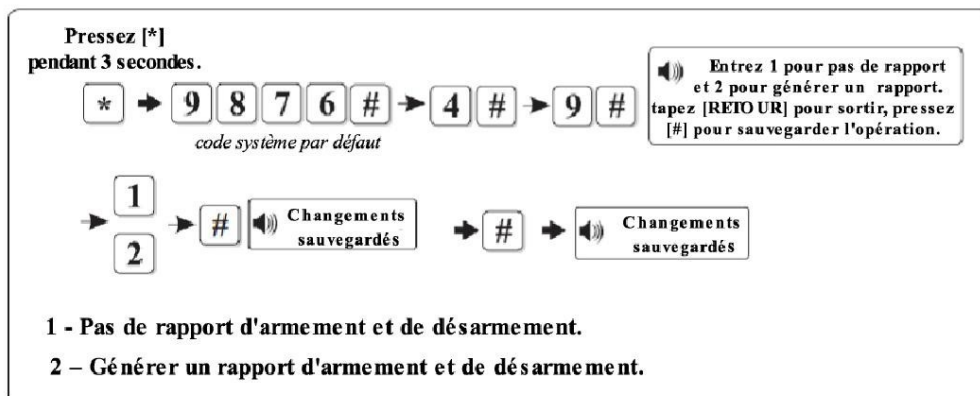 Pressez [*]
pendant 3 secondes.
* 9 8 7 6 # 4 # 9 #
code système par défaut
Entrez 1 pour pas de rapport
et 2 pour générer un rapport.
tapez [RETO UR] pour sortir, pressez
[#] pour sauvegarder l'opération.
1
2
#
Changements
sauvegardés
#
Changements
sauvegardés
1 - Pas de rapport d'armement et de désarmement.
2 – Générer un rapport d'armement et de désarmement.